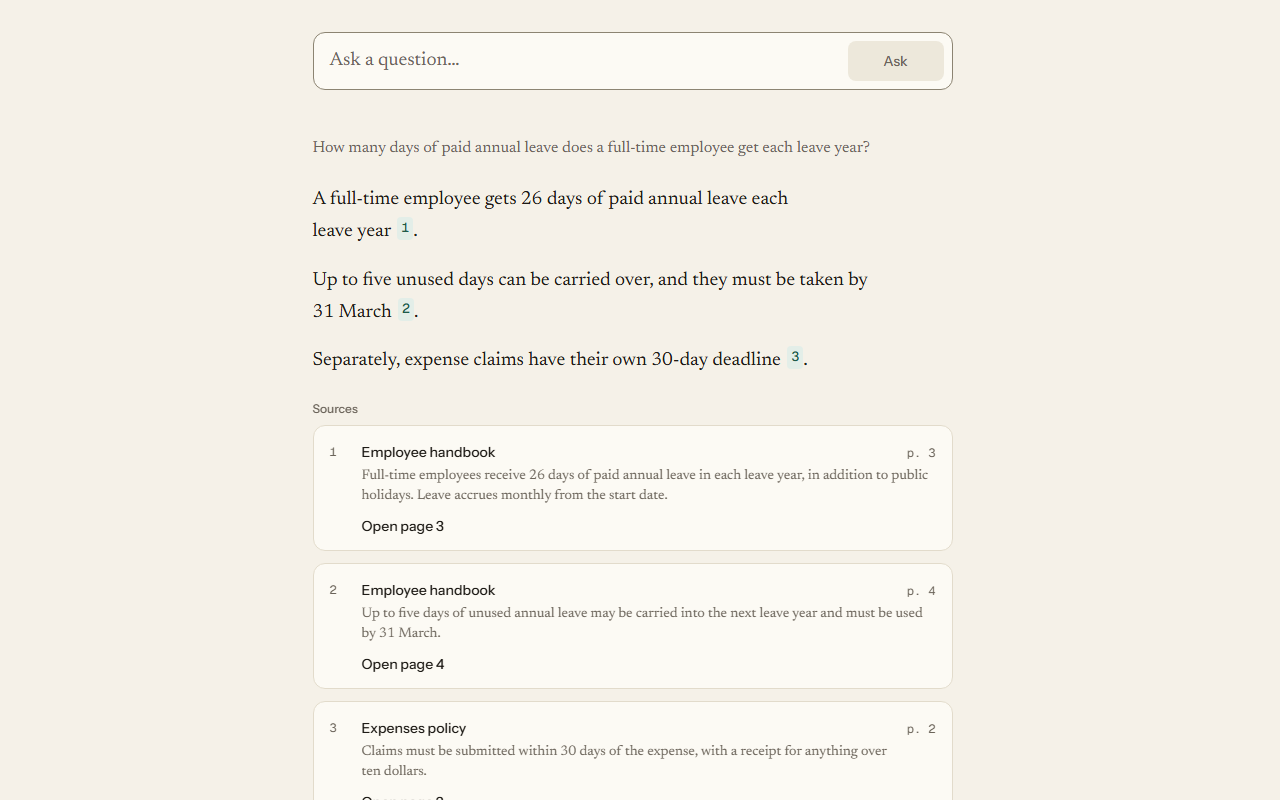 Ask a question...
Ask
How many days of paid annual leave does a full-time employee get each leave year?
A full-time employee gets 26 days of paid annual leave each
leave year 1.
Up to five unused days can be carried over, and they must be taken by
31 March 2.
Separately, expense claims have their own 30-day deadline 3.
Sources
1 Employee handbook p. 3
Full-time employees receive 26 days of paid annual leave in each leave year, in addition to public
holidays. Leave accrues monthly from the start date.
Open page 3
2 Employee handbook p. 4
Up to five days of unused annual leave may be carried into the next leave year and must be used
by 31 March.
Open page 4
3 Expenses policy p. 2
Claims must be submitted within 30 days of the expense, with a receipt for anything over
ten dollars.